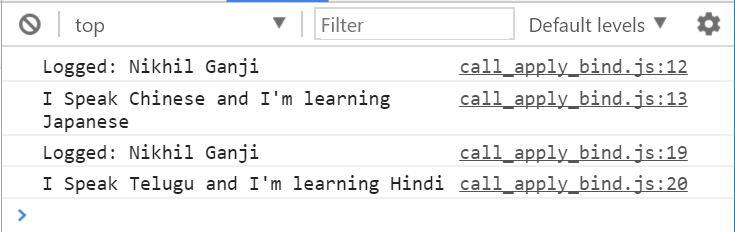 top ▼ Filter Default levels ▼
Logged: Nikhil Ganji call_apply_bind.js:12
I Speak Chinese and I'm learning call_apply_bind.js:13
Japanese
Logged: Nikhil Ganji call_apply_bind.js:19
I Speak Telugu and I'm learning Hindi call_apply_bind.js:20